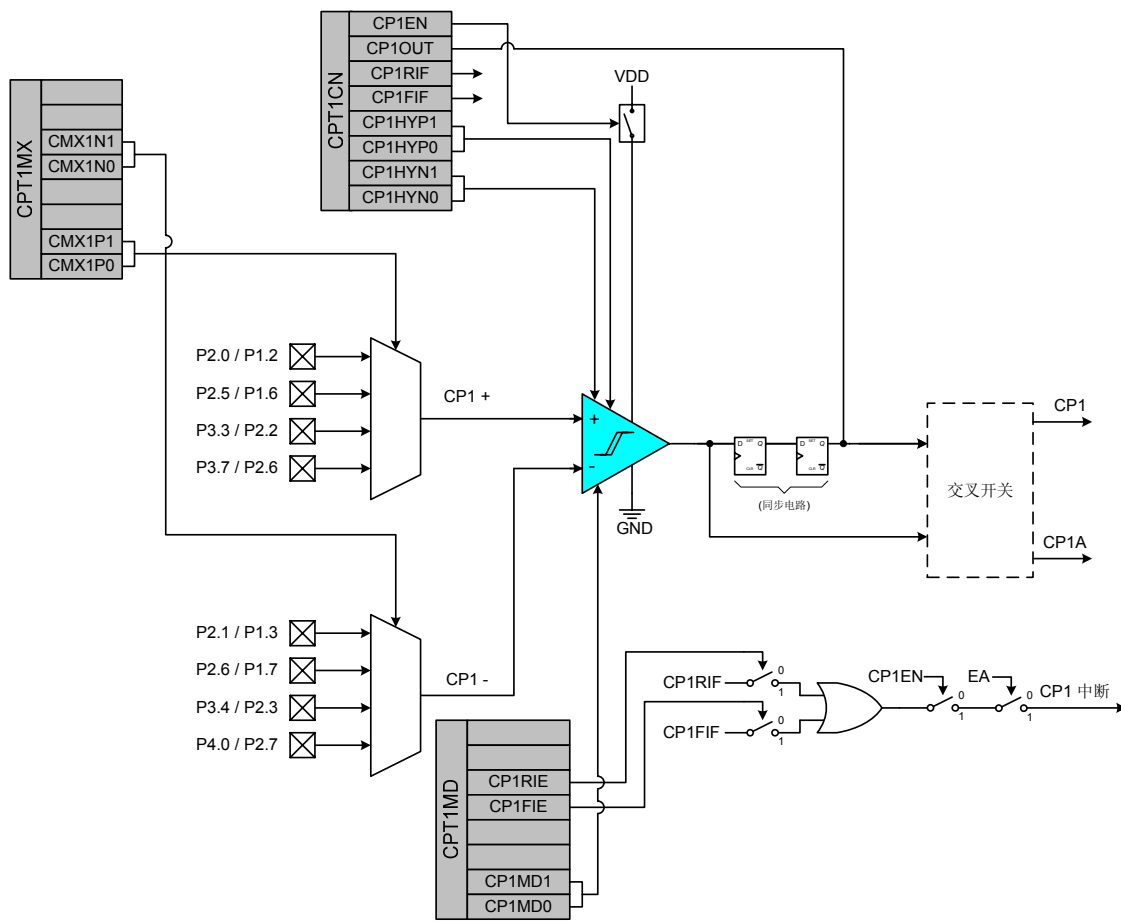 CPT1CN
CP1EN
CP1OUT
CP1RIF
CP1FIF
CP1HYP1
CP1HYP0
CP1HYN1
CP1HYN0
VDD
CPT1MX
CMX1N1
CMX1N0
CMX1P1
CMX1P0
P2.0 / P1.2
P2.5 / P1.6
P3.3 / P2.2
P3.7 / P2.6
CP1 +
+
-
GND
D SET Q
CLR Q
D SET Q
CLR Q
(同步电路)
交叉开关
CP1
CP1A
P2.1 / P1.3
P2.6 / P1.7
P3.4 / P2.3
P4.0 / P2.7
CP1 -
CPT1MD
CP1RIE
CP1FIE
CP1MD1
CP1MD0
CP1RIF
0
1
CP1FIF
0
1
CP1EN
0
1
EA
0
1
CP1 中断